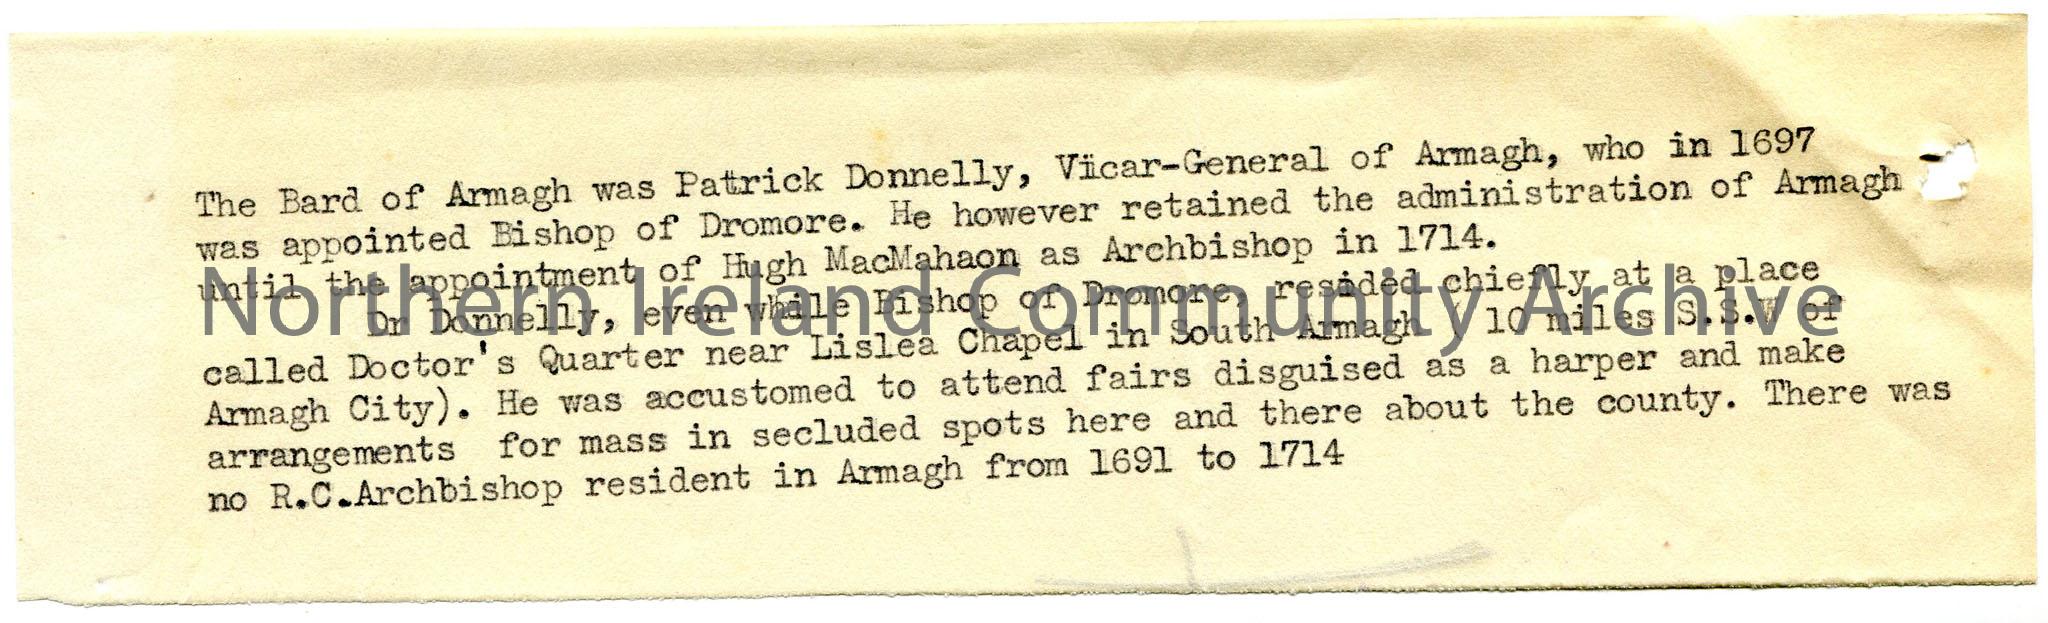 The Bard of Armagh was Patrick Donnelly, Viicar-General of Armagh, who in 1697
was appointed Bishop of Dromore. He however retained the administration of Armagh
until the appointment of Hugh MacMahaon as Archbishop in 1714.
Dr Donnelly, even while Bishop of Dromore, resided chiefly at a place
called Doctor's Quarter near Lislea Chapel in South Armagh ( 10 miles S.S.W of
Armagh City). He was accustomed to attend fairs disguised as a harper and make
arrangements for mass in secluded spots here and there about the county. There was
no R.C.Archbishop resident in Armagh from 1691 to 1714
Northern Ireland Community Archive